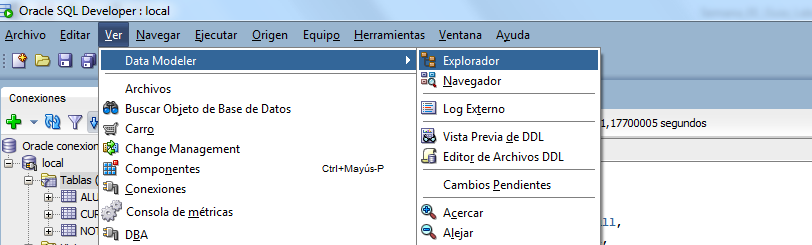 Oracle SQL Developer : local
Archivo Editar Ver Navegar Ejecutar Origen Equipo Herramientas Ventana Ayuda
Data Modeler
Archivos
Buscar Objeto de Base de Datos
Carro
Change Management
Componentes Ctrl+Mayús-P
Conexiones
Consola de métricas
DBA
Explorador
Navegador
Log Externo
Vista Previa de DDL
Editor de Archivos DDL
Cambios Pendientes
Acercar
Alejar
Conexiones
Oracle conexion
local
Tablas (
ALU
CUR
NOT
1,17700005 segundos
ll,